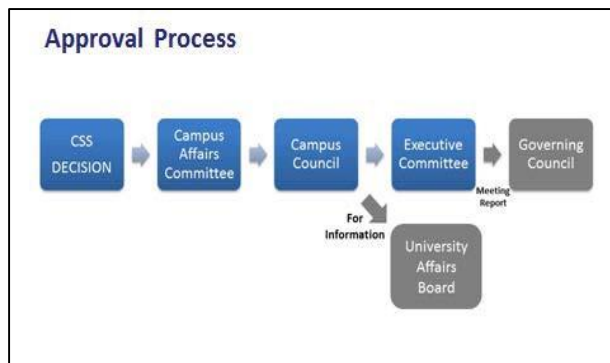 Approval Process
CSS
DECISION
Campus
Affairs
Committee
Campus
Council
Executive
Committee
Meeting
Report
Governing
Council
For
Information
University
Affairs
Board